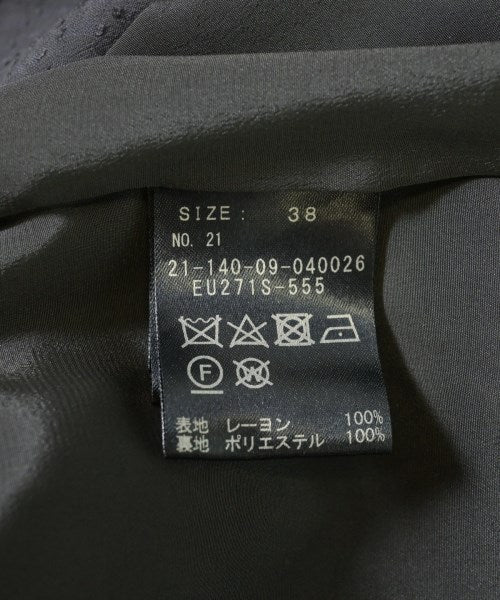 SIZE: 38
NO. 21
21-140-09-040026
EU271S-555
F W
表地 レーヨン 100%
裏地 ポリエステル 100%